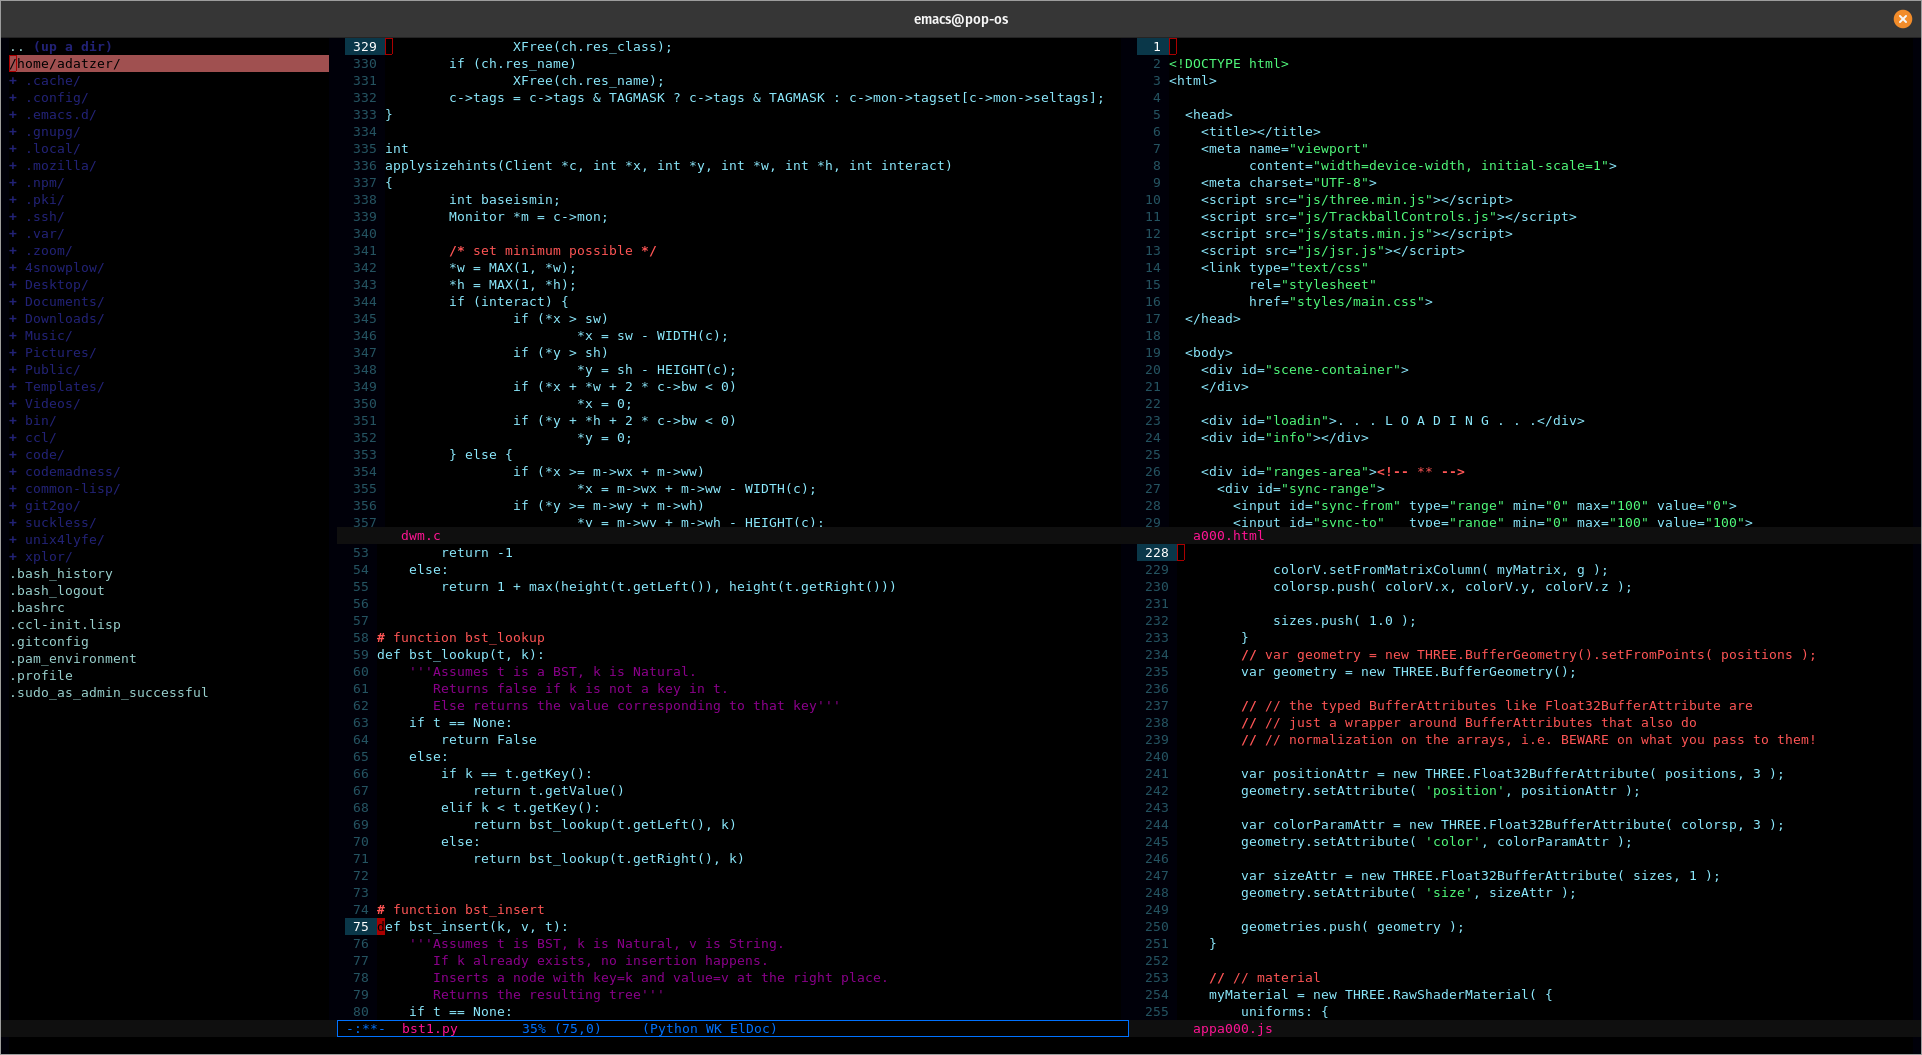 emacs@pop-os
.. (up a dir)
/home/adatzer/
+ .cache/
+ .config/
+ .emacs.d/
+ .gnupg/
+ .local/
+ .mozilla/
+ .npm/
+ .pki/
+ .ssh/
+ .var/
+ .zoom/
+ 4snowplow/
+ Desktop/
+ Documents/
+ Downloads/
+ Music/
+ Pictures/
+ Public/
+ Templates/
+ Videos/
+ bin/
+ ccl/
+ code/
+ codemadness/
+ common-lisp/
+ git2go/
+ suckless/
+ unix4lyfe/
+ xplor/
.bash_history
.bash_logout
.bashrc
.ccl-init.lisp
.gitconfig
.pam_environment
.profile
.sudo_as_admin_successful
329                 XFree(ch.res_class);
330         if (ch.res_name)
331                 XFree(ch.res_name);
332         c->tags = c->tags & TAGMASK ? c->tags & TAGMASK : c->mon->tagset[c->mon->seltags];
333 }
334
335 int
336 applysizehints(Client *c, int *x, int *y, int *w, int *h, int interact)
337 {
338         int baseismin;
339         Monitor *m = c->mon;
340
341         /* set minimum possible */
342         *w = MAX(1, *w);
343         *h = MAX(1, *h);
344         if (interact) {
345                 if (*x > sw)
346                         *x = sw - WIDTH(c);
347                 if (*y > sh)
348                         *y = sh - HEIGHT(c);
349                 if (*x + *w + 2 * c->bw < 0)
350                         *x = 0;
351                 if (*y + *h + 2 * c->bw < 0)
352                         *y = 0;
353         } else {
354                 if (*x >= m->wx + m->ww)
355                         *x = m->wx + m->ww - WIDTH(c);
356                 if (*y >= m->wy + m->wh)
357                         *y = m->wy + m->wh - HEIGHT(c);
dwm.c
53         return -1
54     else:
55         return 1 + max(height(t.getLeft()), height(t.getRight()))
56
57
58 # function bst_lookup
59 def bst_lookup(t, k):
60     '''Assumes t is a BST, k is Natural.
61        Returns false if k is not a key in t.
62        Else returns the value corresponding to that key'''
63     if t == None:
64         return False
65     else:
66         if k == t.getKey():
67             return t.getValue()
68         elif k < t.getKey():
69             return bst_lookup(t.getLeft(), k)
70         else:
71             return bst_lookup(t.getRight(), k)
72
73
74 # function bst_insert
75 def bst_insert(k, v, t):
76     '''Assumes t is BST, k is Natural, v is String.
77        If k already exists, no insertion happens.
78        Inserts a node with key=k and value=v at the right place.
79        Returns the resulting tree'''
80     if t == None:
-:**-  bst1.py        35% (75,0)     (Python WK ElDoc)
1
2 <!DOCTYPE html>
3 <html>
4
5   <head>
6     <title></title>
7     <meta name="viewport"
8           content="width=device-width, initial-scale=1">
9     <meta charset="UTF-8">
10     <script src="js/three.min.js"></script>
11     <script src="js/TrackballControls.js"></script>
12     <script src="js/stats.min.js"></script>
13     <script src="js/jsr.js"></script>
14     <link type="text/css"
15           rel="stylesheet"
16           href="styles/main.css">
17   </head>
18
19   <body>
20     <div id="scene-container">
21     </div>
22
23     <div id="loadin">. . . L O A D I N G . . .</div>
24     <div id="info"></div>
25
26     <div id="ranges-area"><!-- ** -->
27       <div id="sync-range">
28         <input id="sync-from" type="range" min="0" max="100" value="0">
29         <input id="sync-to"   type="range" min="0" max="100" value="100">
a000.html
228
229             colorV.setFromMatrixColumn( myMatrix, g );
230             colorsp.push( colorV.x, colorV.y, colorV.z );
231
232             sizes.push( 1.0 );
233         }
234         // var geometry = new THREE.BufferGeometry().setFromPoints( positions );
235         var geometry = new THREE.BufferGeometry();
236
237         // // the typed BufferAttributes like Float32BufferAttribute are
238         // // just a wrapper around BufferAttributes that also do
239         // // normalization on the arrays, i.e. BEWARE on what you pass to them!
240
241         var positionAttr = new THREE.Float32BufferAttribute( positions, 3 );
242         geometry.setAttribute( 'position', positionAttr );
243
244         var colorParamAttr = new THREE.Float32BufferAttribute( colorsp, 3 );
245         geometry.setAttribute( 'color', colorParamAttr );
246
247         var sizeAttr = new THREE.Float32BufferAttribute( sizes, 1 );
248         geometry.setAttribute( 'size', sizeAttr );
249
250         geometries.push( geometry );
251     }
252
253     // // material
254     myMaterial = new THREE.RawShaderMaterial( {
255         uniforms: {
appa000.js